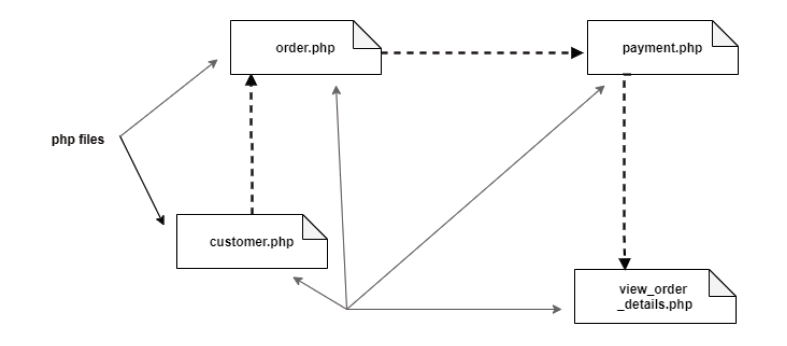 order.php
payment.php
php files
customer.php
view_order
_details.php